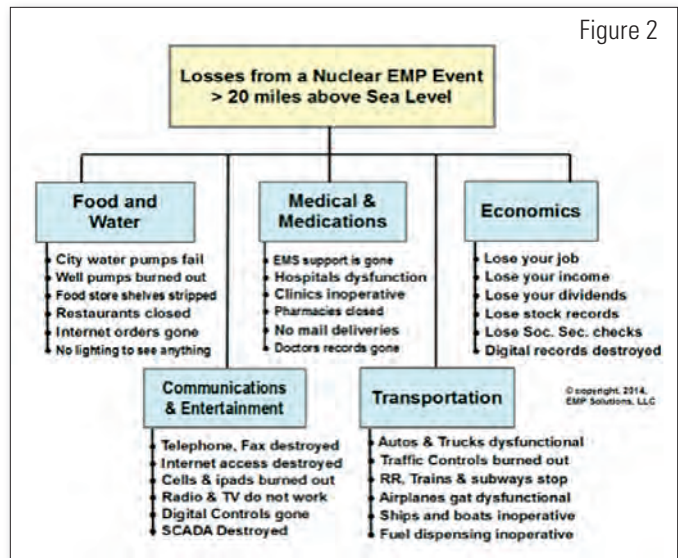 Figure 2
Losses from a Nuclear EMP Event
> 20 miles above Sea Level
Food and
Water
City water pumps fail
Well pumps burned out
Food store shelves stripped
Restaurants closed
Internet orders gone
No lighting to see anything
Medical &
Medications
EMS support is gone
Hospitals dysfunction
Clinics inoperative
Pharmacies closed
No mail deliveries
Doctors records gone
Economics
Lose your job
Lose your income
Lose your dividends
Lose stock records
Lose Soc. Sec. checks
Digital records destroyed
Communications
& Entertainment
Telephone, Fax destroyed
Internet access destroyed
Cells & ipads burned out
Radio & TV do not work
Digital Controls gone
SCADA Destroyed
Transportation
Autos & Trucks dysfunctional
Traffic Controls burned out
RR, Trains & subways stop
Airplanes gat dysfunctional
Ships and boats inoperative
Fuel dispensing inoperative
© copyright, 2014,
EMP Solutions, LLC